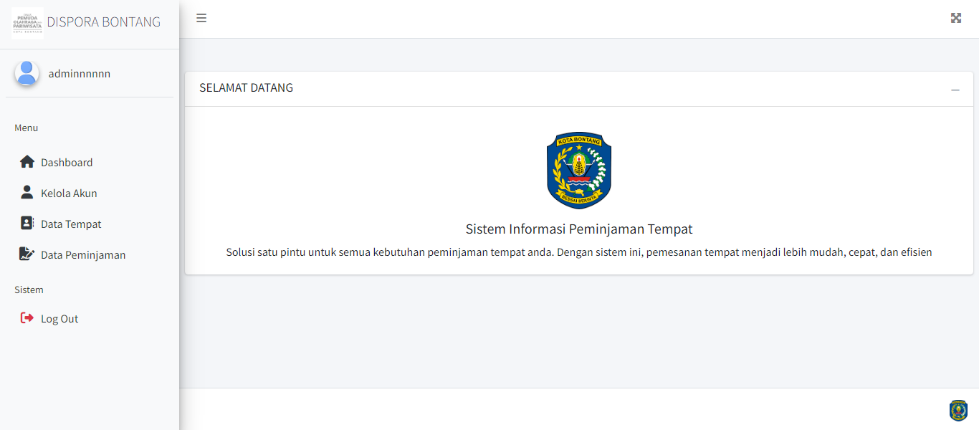 DISPORA BONTANG
adminnnnnn
Menu
Dashboard
Kelola Akun
Data Tempat
Data Peminjaman
Sistem
Log Out
SELAMAT DATANG
KOTA BONTANG
Sistem Informasi Peminjaman Tempat
Solusi satu pintu untuk semua kebutuhan peminjaman tempat anda. Dengan sistem ini, pemesanan tempat menjadi lebih mudah, cepat, dan efisien